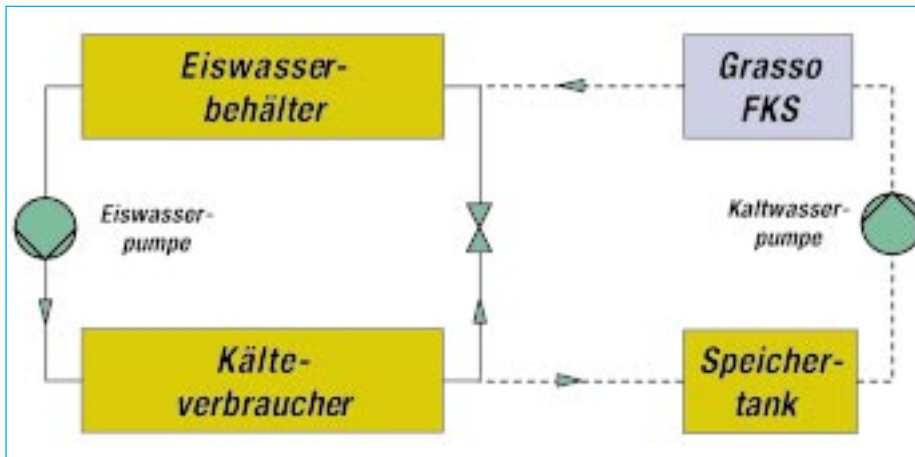 Eiswasser-
behälter
Grasso
FKS
Eiswasser-
pumpe
Kaltwasser-
pumpe
Kälte-
verbraucher
Speicher-
tank